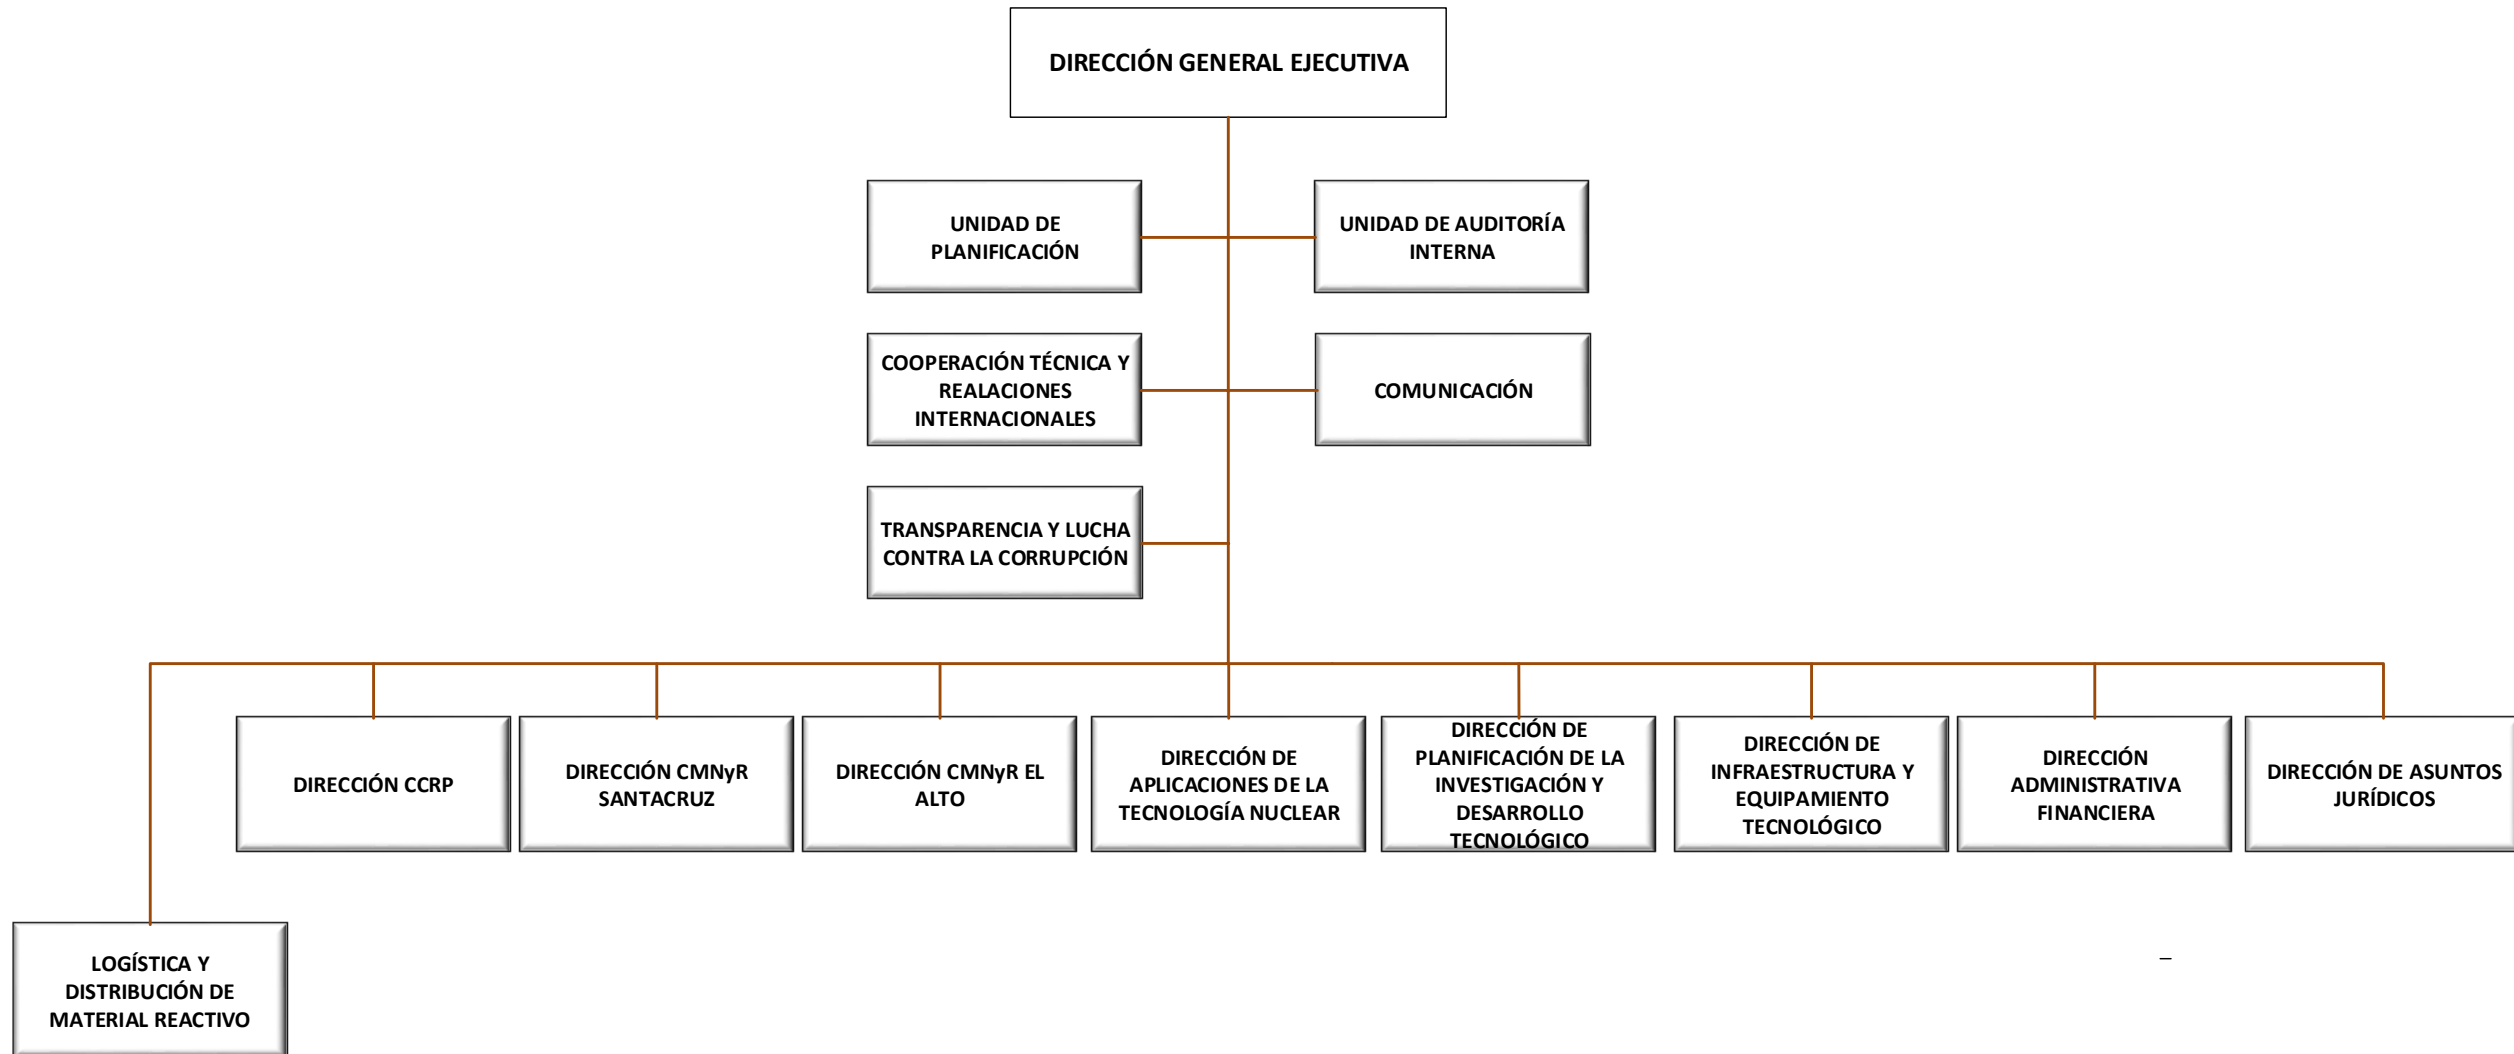 DIRECCIÓN GENERAL EJECUTIVA
UNIDAD DE
PLANIFICACIÓN
UNIDAD DE AUDITORÍA
INTERNA
COOPERACIÓN TÉCNICA Y
REALACIONES
INTERNACIONALES
COMUNICACIÓN
TRANSPARENCIA Y LUCHA
CONTRA LA CORRUPCIÓN
DIRECCIÓN CCRP
DIRECCIÓN CMNyR
SANTACRUZ
DIRECCIÓN CMNyR EL
ALTO
DIRECCIÓN DE
APLICACIONES DE LA
TECNOLOGÍA NUCLEAR
DIRECCIÓN DE
PLANIFICACIÓN DE LA
INVESTIGACIÓN Y
DESARROLLO
TECNOLÓGICO
DIRECCIÓN DE
INFRAESTRUCTURA Y
EQUIPAMIENTO
TECNOLÓGICO
DIRECCIÓN
ADMINISTRATIVA
FINANCIERA
DIRECCIÓN DE ASUNTOS
JURÍDICOS
LOGÍSTICA Y
DISTRIBUCIÓN DE
MATERIAL REACTIVO